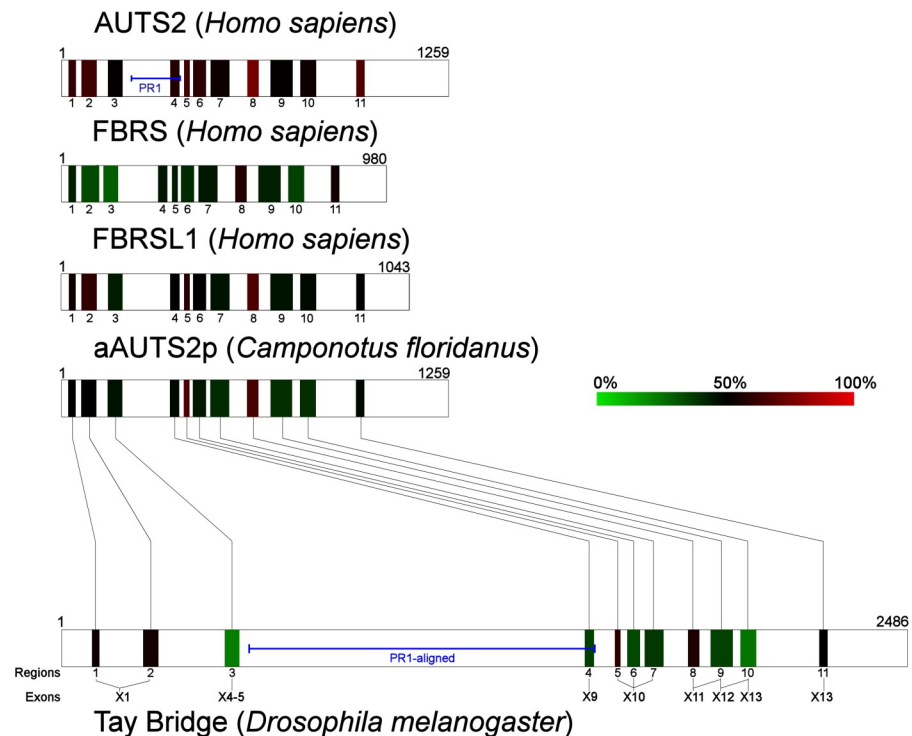 AUTS2 (Homo sapiens)
1 1259
PR1
1 2 3 4 5 6 7 8 9 10 11
FBRS (Homo sapiens)
1 980
1 2 3 4 5 6 7 8 9 10 11
FBRSL1 (Homo sapiens)
1 1043
1 2 3 4 5 6 7 8 9 10 11
aAUTS2p (Camponotus floridanus)
1 1259
0% 50% 100%
1 2486
PR1-aligned
Regions 1 2 3 4 5 6 7 8 9 10 11
Exons X1 X4-5 X9 X10 X11 X12 X13 X13
Tay Bridge (Drosophila melanogaster)